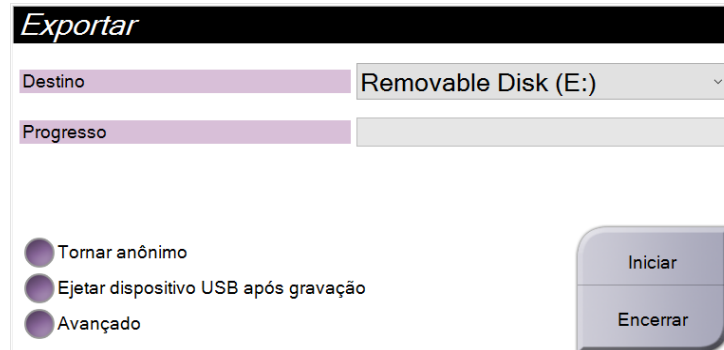 Exportar
Destino
Removable Disk (E:)
Progresso
Tornar anônimo
Ejetar dispositivo USB após gravação
Avançado
Iniciar
Encerrar